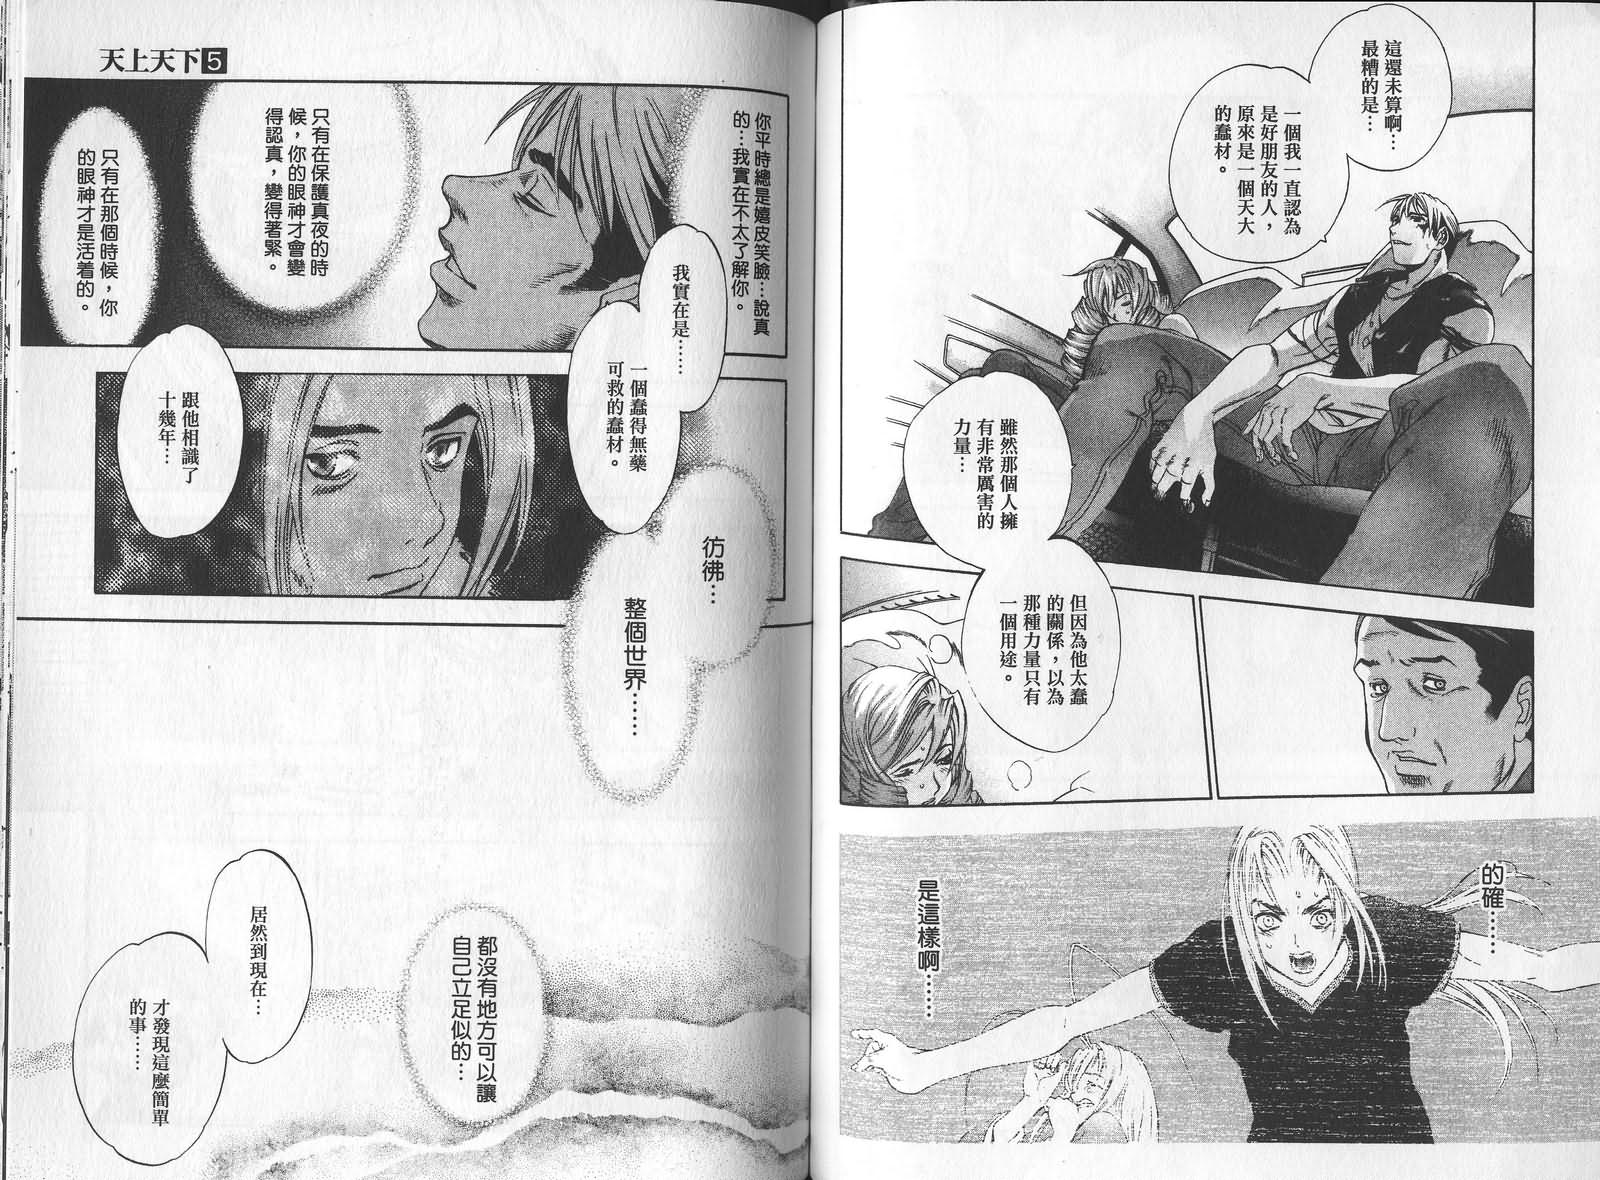 這還未算啊…
最糟的是…
一個我一直認為
是好朋友的人，
原來是一個天大
的蠢材。
雖然那個人擁
有非常厲害的
力量…
但因為他太蠢
的關係，以為
那種力量只有
一個用途。
的確……
是這樣啊……
天上天下5
你平時總是嬉皮笑臉…說真
的…我實在不太了解你。
只有在保護真夜的時
候，你的眼神才會變
得認真，變得著緊。
只有在那個時候，你
的眼神才是活着的。
我實在是……
一個蠢得無藥
可救的蠢材。
跟他相識了
十幾年…
彷彿…
整個世界……
都沒有地方可以讓
自己立足似的…
居然到現在…
才發現這麼簡單
的事……